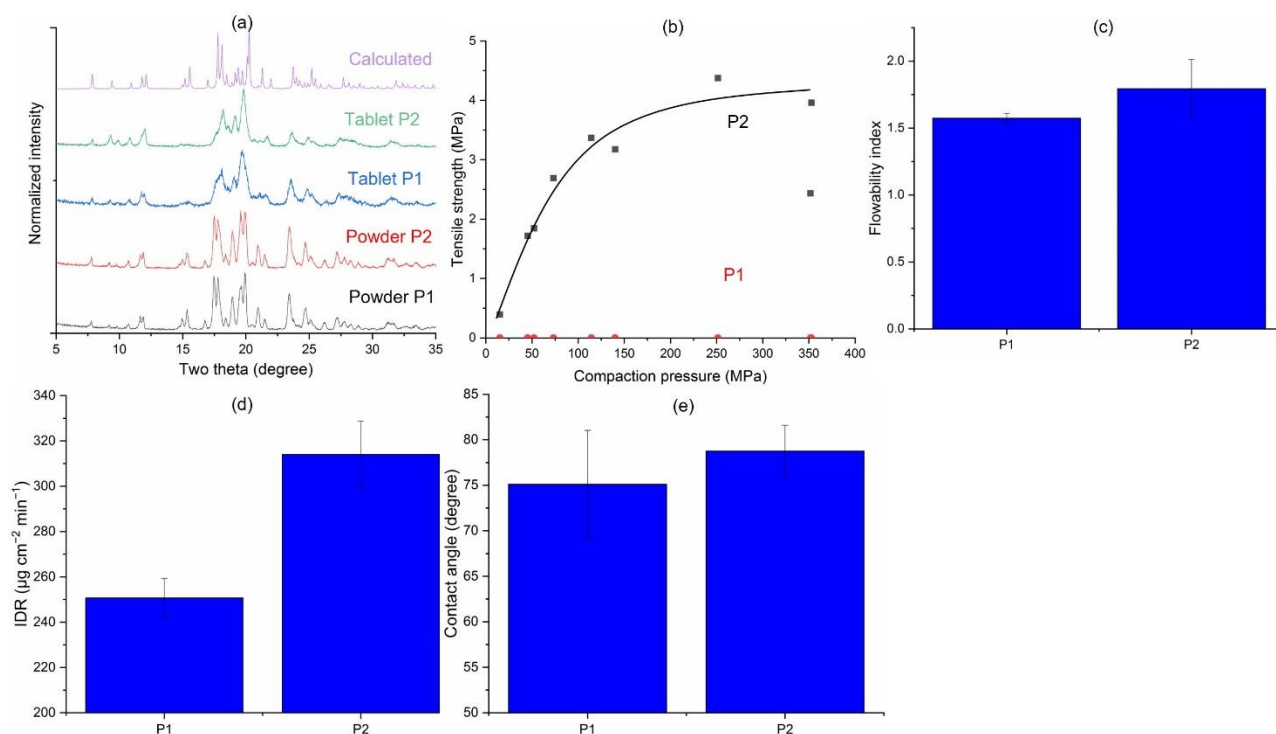 (a)
Normalized intensity
Calculated
Tablet P2
Tablet P1
Powder P2
Powder P1
5 10 15 20 25 30 35
Two theta (degree)
(b)
Tensile strength (MPa)
5
4
3
2
1
0
P2
P1
0 50 100 150 200 250 300 350 400
Compaction pressure (MPa)
(c)
Flowability index
2.0
1.5
1.0
0.5
0.0
P1 P2
(d)
IDR (μg cm⁻² min⁻¹)
340
320
300
280
260
240
220
200
P1 P2
(e)
Contact angle (degree)
85
80
75
70
65
60
55
50
P1 P2